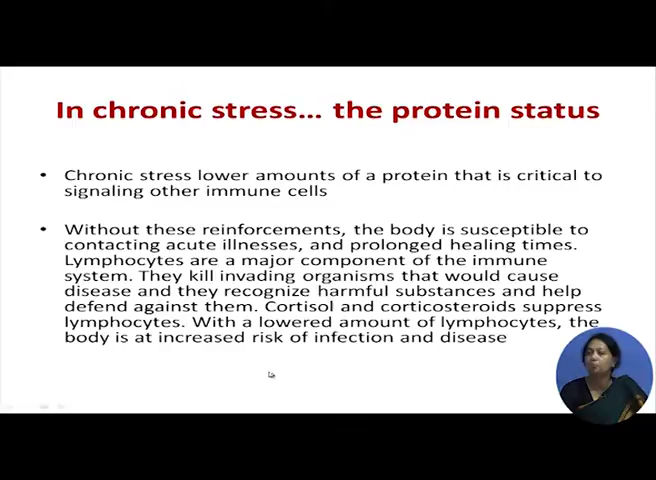 In chronic stress... the protein status
• Chronic stress lower amounts of a protein that is critical to
signaling other immune cells
• Without these reinforcements, the body is susceptible to
contacting acute illnesses, and prolonged healing times.
Lymphocytes are a major component of the immune
system. They kill invading organisms that would cause
disease and they recognize harmful substances and help
defend against them. Cortisol and corticosteroids suppress
lymphocytes. With a lowered amount of lymphocytes, the
body is at increased risk of infection and disease